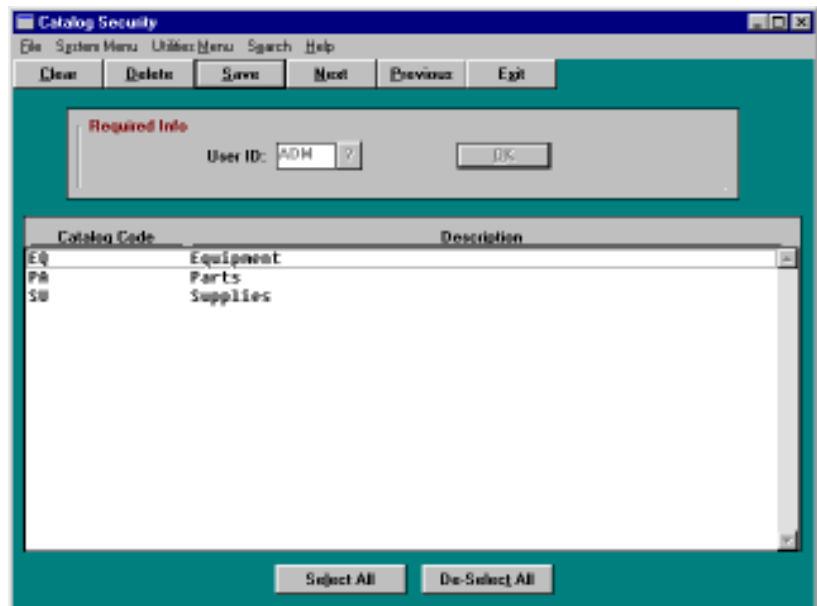 Catalog Security
File System Menu Utilities Menu Search Help
Clear Delete Save Next Previous Exit
Required Info
User ID: ADM ? OK
Catalog Code Description
EQ Equipment
PA Parts
SU Supplies
Select All De-Select All